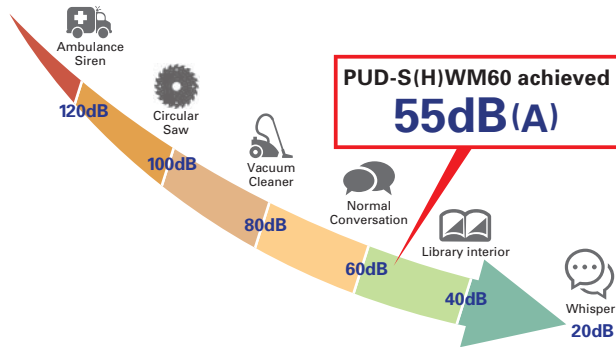 Ambulance
Siren
120dB
Circular
Saw
100dB
Vacuum
Cleaner
80dB
Normal
Conversation
60dB
PUD-S(H)WM60 achieved
55dB(A)
Library interior
40dB
Whisper
20dB